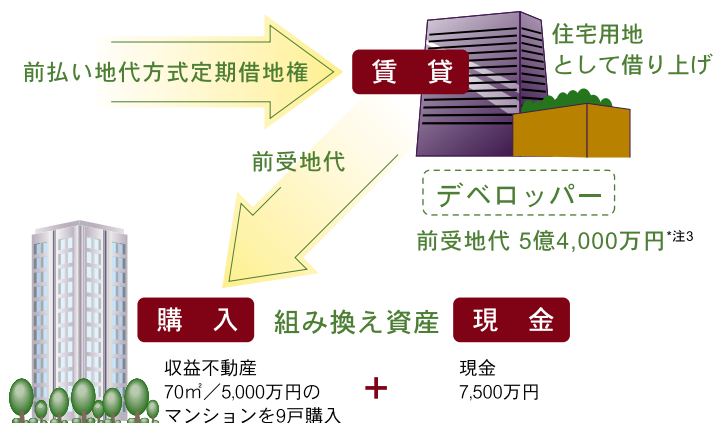 前払い地代方式定期借地権
賃 貸
住宅用地
として借り上げ
前受地代
デベロッパー
前受地代 5億4,000万円*注3
購 入
組み換え資産
現 金
収益不動産
70㎡／5,000万円の
マンションを9戸購入
+
現金
7,500万円